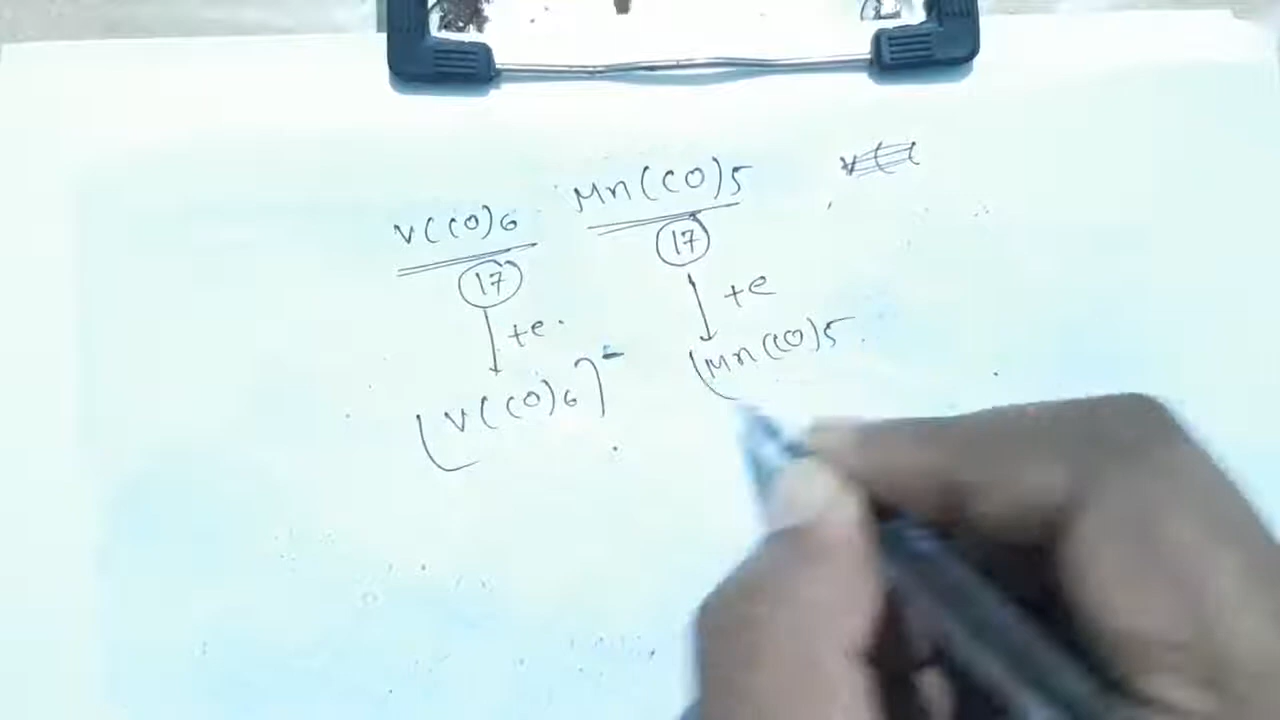 V(CO)6 Mn(CO)5
17 17
+e. +e
[V(CO)6]⁻ [Mn(CO)5